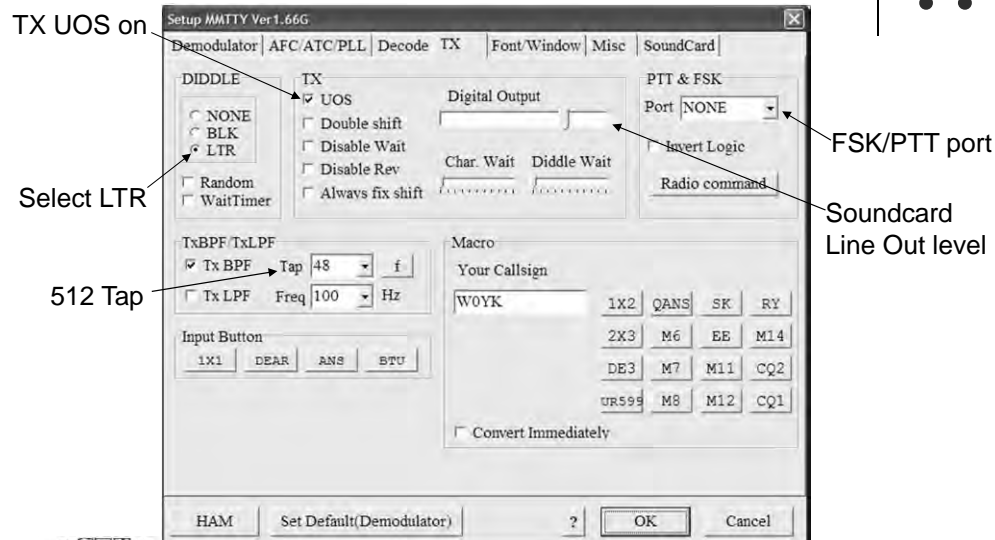 TX UOS on
Setup MMTTY Ver1.66G
Demodulator AFC/ATC/PLL Decode TX Font/Window Misc SoundCard
DIDDLE
NONE
BLK
LTR
Random
WaitTimer
Select LTR
TX
UOS
Double shift
Disable Wait
Disable Rev
Always fix shift
Digital Output
Char. Wait Diddle Wait
PTT & FSK
Port NONE
Invert Logic
Radio command
FSK/PTT port
Soundcard
Line Out level
TxBPF/TxLPF
Tx BPF Tap 48 f
Tx LPF Freq 100 Hz
512 Tap
Input Button
1X1 DEAR ANS BTU
Macro
Your Callsign
W0YK
1X2 QANS SK RY
2X3 M6 EE M14
DE3 M7 M11 CQ2
UR599 M8 M12 CQ1
Convert Immediately
HAM Set Default(Demodulator) ? OK Cancel